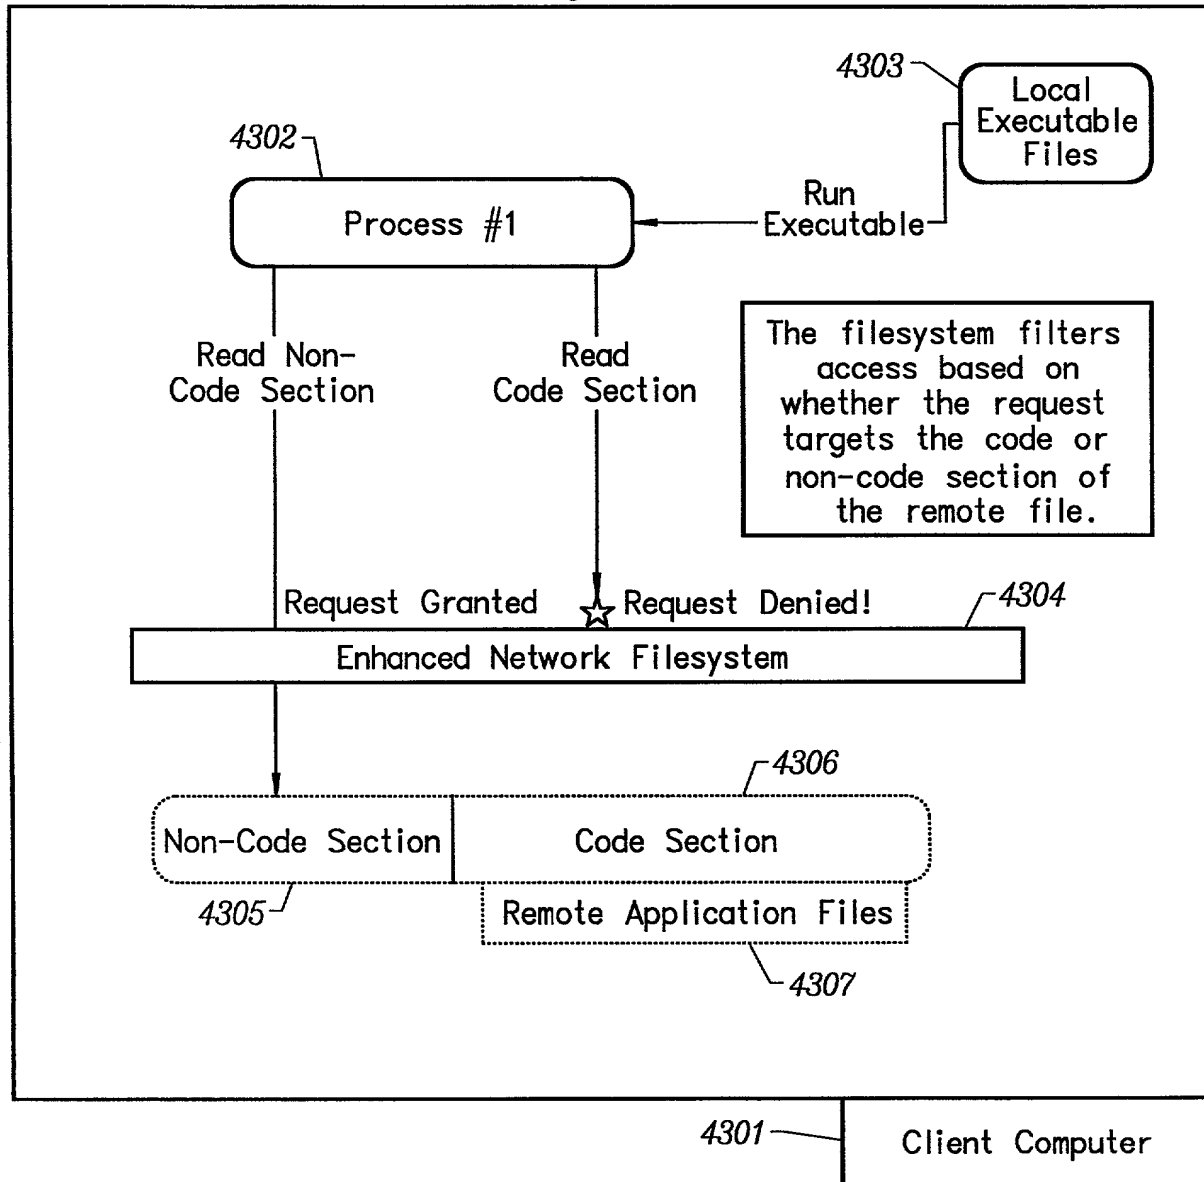 4303
Local
Executable
Files
4302
Process #1
Run
Executable
Read Non-
Code Section
Read
Code Section
The filesystem filters
access based on
whether the request
targets the code or
non-code section of
the remote file.
Request Granted
Request Denied!
4304
Enhanced Network Filesystem
4306
Non-Code Section
Code Section
4305
Remote Application Files
4307
4301
Client Computer